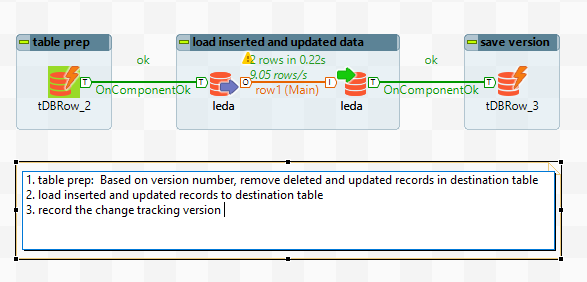 table prep
load inserted and updated data
save version
ok
2 rows in 0.22s
ok
9.05 rows/s
T
T
O
I
T
T
OnComponentOk
row1 (Main)
OnComponentOk
tDBRow_2
leda
leda
tDBRow_3
1. table prep:  Based on version number, remove deleted and updated records in destination table
2. load inserted and updated records to destination table
3. record the change tracking version